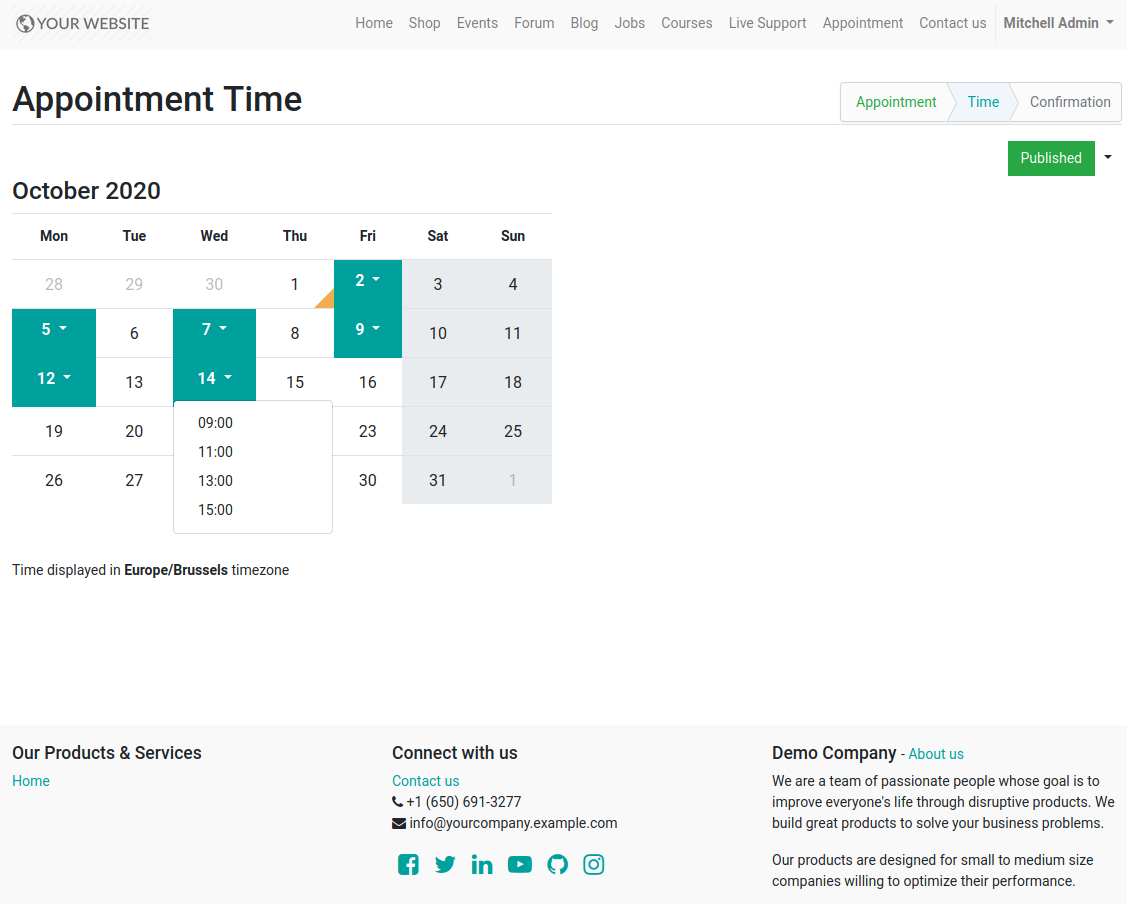 YOUR WEBSITE Home Shop Events Forum Blog Jobs Courses Live Support Appointment Contact us Mitchell Admin
Appointment Time
Appointment Time Confirmation
Published
October 2020
Mon Tue Wed Thu Fri Sat Sun
28 29 30 1 2 3 4
5 6 7 8 9 10 11
12 13 14 15 16 17 18
19 20 23 24 25
26 27 30 31 1
09:00
11:00
13:00
15:00
Time displayed in Europe/Brussels timezone
Our Products & Services
Home
Connect with us
Contact us
+1 (650) 691-3277
info@yourcompany.example.com
Demo Company - About us
We are a team of passionate people whose goal is to
improve everyone's life through disruptive products. We
build great products to solve your business problems.
Our products are designed for small to medium size
companies willing to optimize their performance.